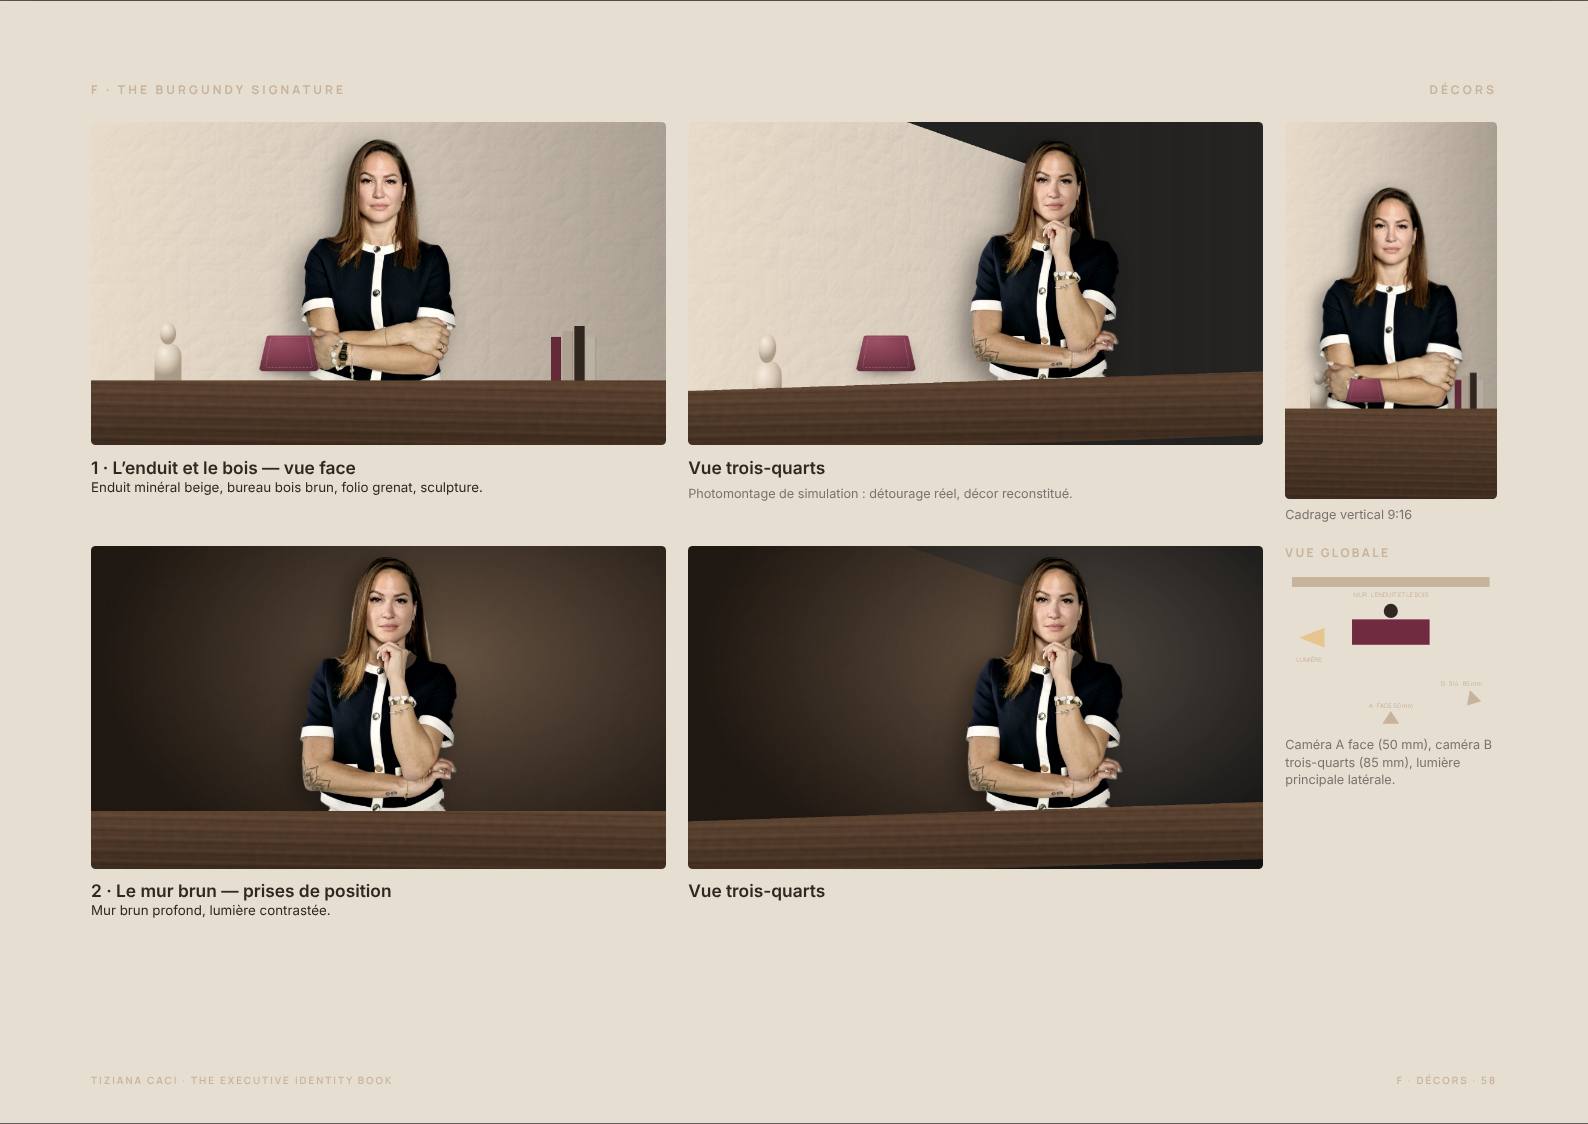 F · THE BURGUNDY SIGNATURE
DÉCORS
1 · L’enduit et le bois — vue face
Enduit minéral beige, bureau bois brun, folio grenat, sculpture.
Vue trois-quarts
Photomontage de simulation : détourage réel, décor reconstitué.
Cadrage vertical 9:16
VUE GLOBALE
MUR · L'ENDUIT ET LE BOIS
LUMIÈRE
B · 3/4 · 85 mm
A · FACE 50 mm
Caméra A face (50 mm), caméra B
trois-quarts (85 mm), lumière
principale latérale.
2 · Le mur brun — prises de position
Mur brun profond, lumière contrastée.
Vue trois-quarts
TIZIANA CACI · THE EXECUTIVE IDENTITY BOOK
F · DÉCORS · 58